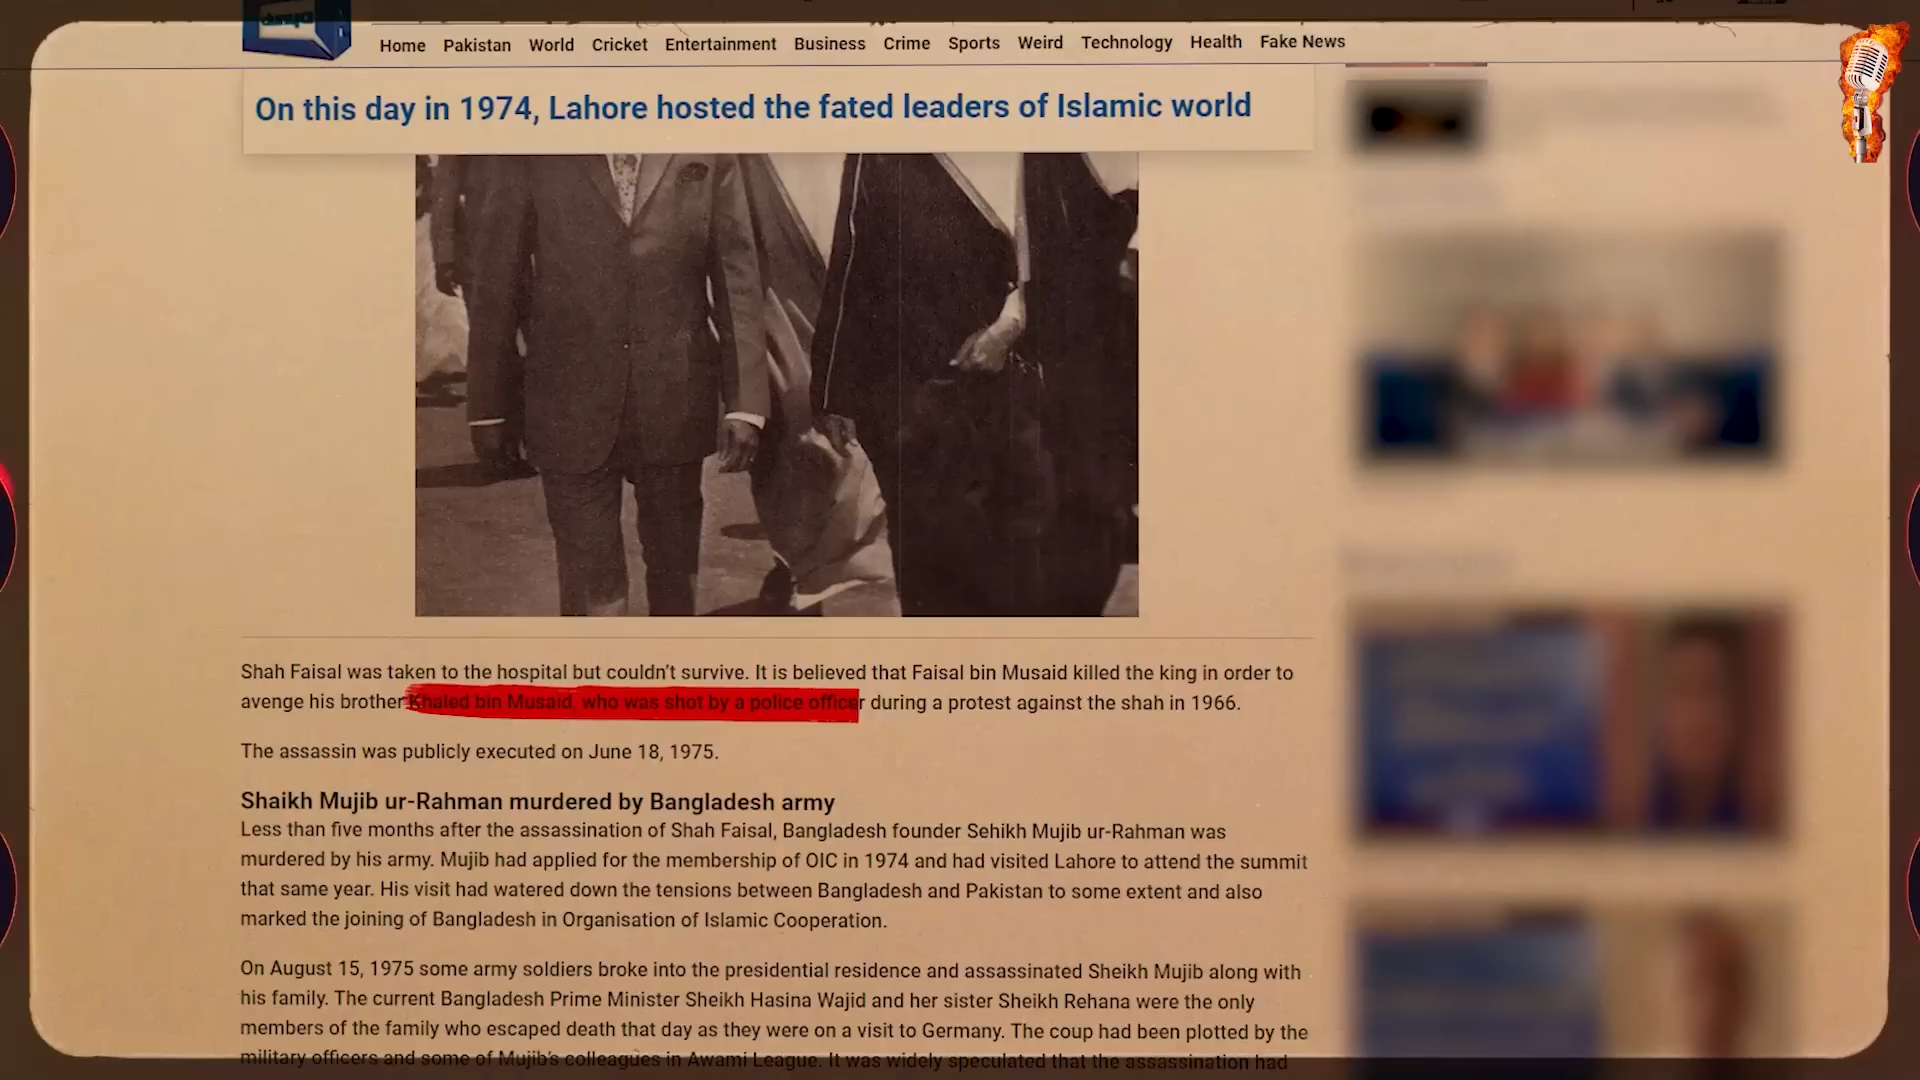 Home Pakistan World Cricket Entertainment Business Crime Sports Weird Technology Health Fake News
On this day in 1974, Lahore hosted the fated leaders of Islamic world
Shah Faisal was taken to the hospital but couldn't survive. It is believed that Faisal bin Musaid killed the king in order to
avenge his brother Khaled bin Musaid, who was shot by a police officer during a protest against the shah in 1966.
The assassin was publicly executed on June 18, 1975.
Shaikh Mujib ur-Rahman murdered by Bangladesh army
Less than five months after the assassination of Shah Faisal, Bangladesh founder Sehikh Mujib ur-Rahman was
murdered by his army. Mujib had applied for the membership of OIC in 1974 and had visited Lahore to attend the summit
that same year. His visit had watered down the tensions between Bangladesh and Pakistan to some extent and also
marked the joining of Bangladesh in Organisation of Islamic Cooperation.
On August 15, 1975 some army soldiers broke into the presidential residence and assassinated Sheikh Mujib along with
his family. The current Bangladesh Prime Minister Sheikh Hasina Wajid and her sister Sheikh Rehana were the only
members of the family who escaped death that day as they were on a visit to Germany. The coup had been plotted by the
military officers and some of Mujib's colleagues in Awami League. It was widely speculated that the assassination had